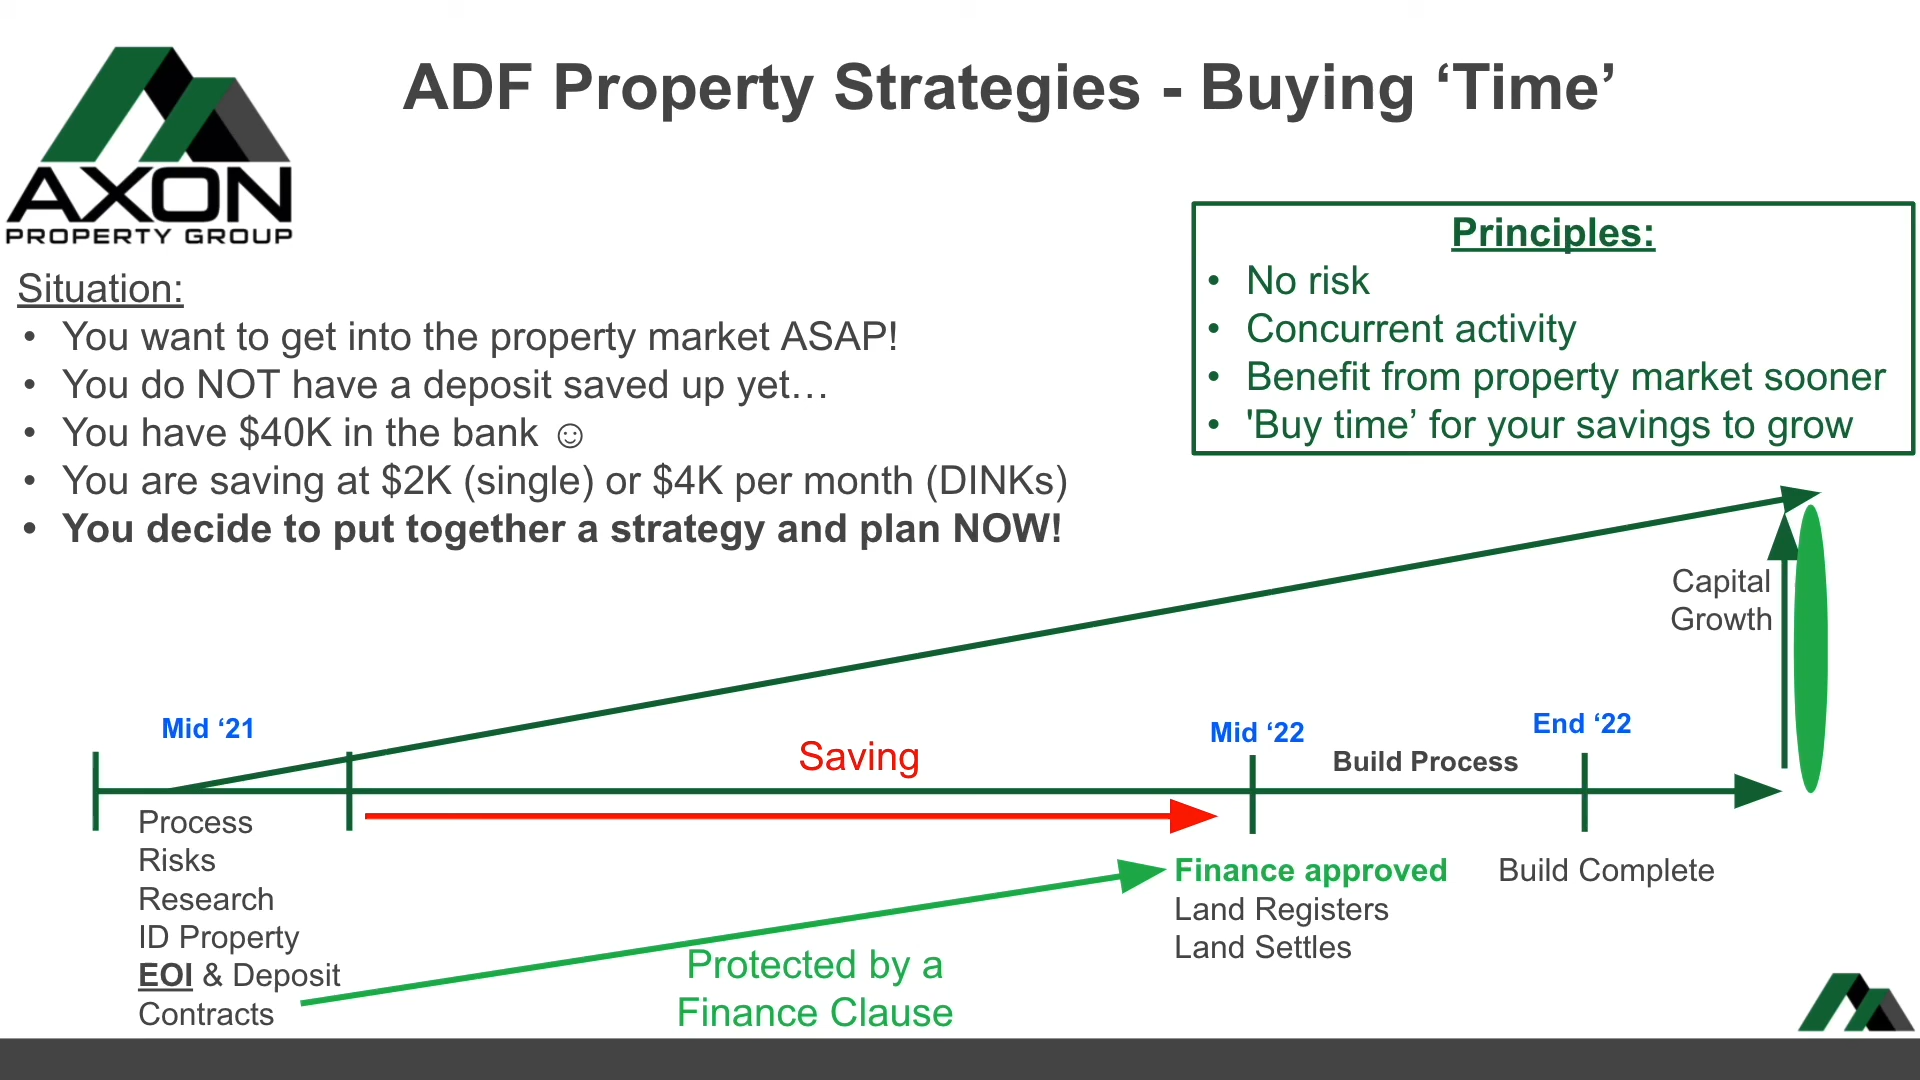 ADF Property Strategies - Buying ‘Time’
AXON
PROPERTY GROUP
Situation:
• You want to get into the property market ASAP!
• You do NOT have a deposit saved up yet…
• You have $40K in the bank ☺
• You are saving at $2K (single) or $4K per month (DINKs)
• You decide to put together a strategy and plan NOW!
Principles:
• No risk
• Concurrent activity
• Benefit from property market sooner
• 'Buy time’ for your savings to grow
Capital
Growth
Mid ‘21
Saving
Mid ‘22
Build Process
End ‘22
Process
Risks
Research
ID Property
EOI & Deposit
Contracts
Protected by a
Finance Clause
Finance approved
Land Registers
Land Settles
Build Complete